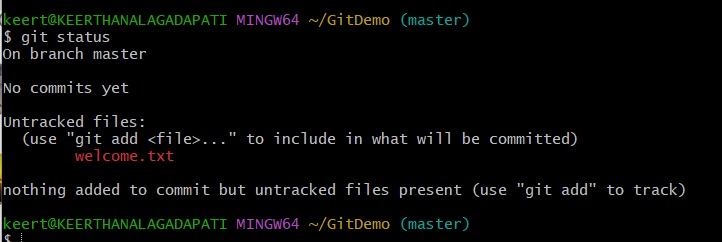 keert@KEERTHANALAGADAPATI MINGW64 ~/GitDemo (master)
$ git status
On branch master
No commits yet
Untracked files:
(use "git add <file>..." to include in what will be committed)
welcome.txt
nothing added to commit but untracked files present (use "git add" to track)
keert@KEERTHANALAGADAPATI MINGW64 ~/GitDemo (master)
$